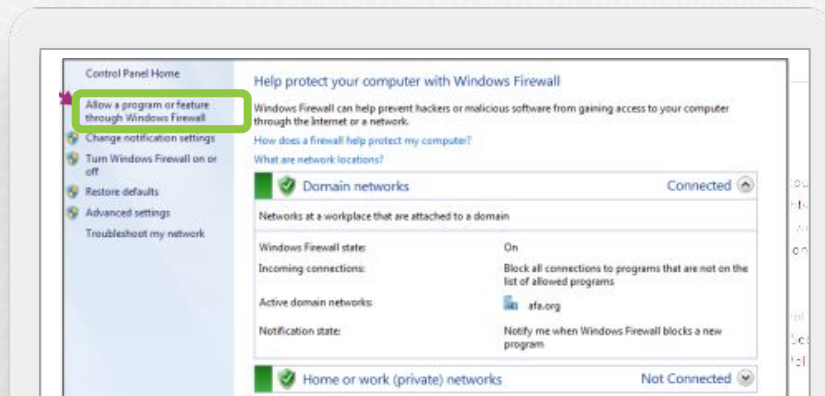 Control Panel Home
Allow a program or feature
through Windows Firewall
Change notification settings
Turn Windows Firewall on or
off
Restore defaults
Advanced settings
Troubleshoot my network
Help protect your computer with Windows Firewall
Windows Firewall can help prevent hackers or malicious software from gaining access to your computer
through the Internet or a network.
How does a firewall help protect my computer?
What are network locations?
Domain networks Connected
Networks at a workplace that are attached to a domain
Windows Firewall state: On
Incoming connections: Block all connections to programs that are not on the
list of allowed programs
Active domain networks: afa.org
Notification state: Notify me when Windows Firewall blocks a new
program
Home or work (private) networks Not Connected